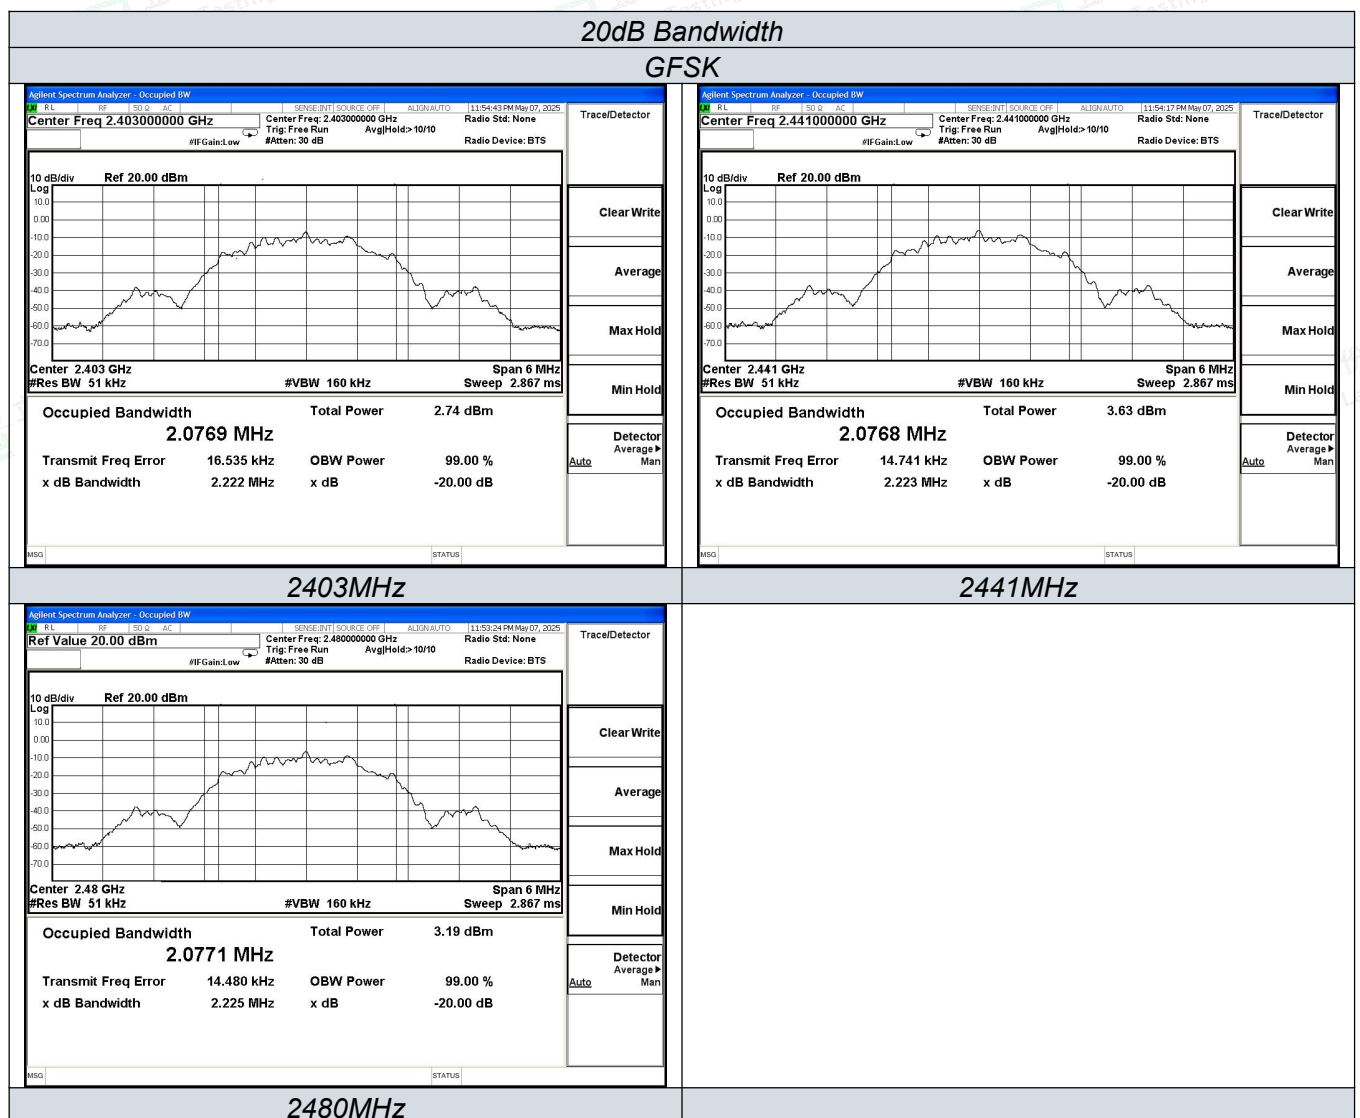 20dB Bandwidth
GFSK
Agilent Spectrum Analyzer - Occupied BW
LXI RL RF 50 Ω AC SENSE:INT SOURCE OFF ALIGN AUTO 11:54:43 PM May 07, 2025
Center Freq 2.403000000 GHz Center Freq: 2.403000000 GHz Radio Std: None
Trig: Free Run Avg|Hold:> 10/10
#IFGain:Low #Atten: 30 dB Radio Device: BTS
10 dB/div Ref 20.00 dBm
Log
10.0
0.00
-10.0
-20.0
-30.0
-40.0
-50.0
-60.0
-70.0
Center 2.403 GHz Span 6 MHz
#Res BW 51 kHz #VBW 160 kHz Sweep 2.867 ms
Occupied Bandwidth Total Power 2.74 dBm
2.0769 MHz
Transmit Freq Error 16.535 kHz OBW Power 99.00 %
x dB Bandwidth 2.222 MHz x dB -20.00 dB
MSG STATUS
Trace/Detector
Clear Write
Average
Max Hold
Min Hold
Detector
Average▶
Auto Man
Agilent Spectrum Analyzer - Occupied BW
LXI RL RF 50 Ω AC SENSE:INT SOURCE OFF ALIGN AUTO 11:54:17 PM May 07, 2025
Center Freq 2.441000000 GHz Center Freq: 2.441000000 GHz Radio Std: None
Trig: Free Run Avg|Hold:> 10/10
#IFGain:Low #Atten: 30 dB Radio Device: BTS
10 dB/div Ref 20.00 dBm
Log
10.0
0.00
-10.0
-20.0
-30.0
-40.0
-50.0
-60.0
-70.0
Center 2.441 GHz Span 6 MHz
#Res BW 51 kHz #VBW 160 kHz Sweep 2.867 ms
Occupied Bandwidth Total Power 3.63 dBm
2.0768 MHz
Transmit Freq Error 14.741 kHz OBW Power 99.00 %
x dB Bandwidth 2.223 MHz x dB -20.00 dB
MSG STATUS
Trace/Detector
Clear Write
Average
Max Hold
Min Hold
Detector
Average▶
Auto Man
2403MHz 2441MHz
Agilent Spectrum Analyzer - Occupied BW
LXI RL RF 50 Ω AC SENSE:INT SOURCE OFF ALIGN AUTO 11:53:24 PM May 07, 2025
Ref Value 20.00 dBm Center Freq: 2.480000000 GHz Radio Std: None
Trig: Free Run Avg|Hold:> 10/10
#IFGain:Low #Atten: 30 dB Radio Device: BTS
10 dB/div Ref 20.00 dBm
Log
10.0
0.00
-10.0
-20.0
-30.0
-40.0
-50.0
-60.0
-70.0
Center 2.48 GHz Span 6 MHz
#Res BW 51 kHz #VBW 160 kHz Sweep 2.867 ms
Occupied Bandwidth Total Power 3.19 dBm
2.0771 MHz
Transmit Freq Error 14.480 kHz OBW Power 99.00 %
x dB Bandwidth 2.225 MHz x dB -20.00 dB
MSG STATUS
Trace/Detector
Clear Write
Average
Max Hold
Min Hold
Detector
Average▶
Auto Man
2480MHz